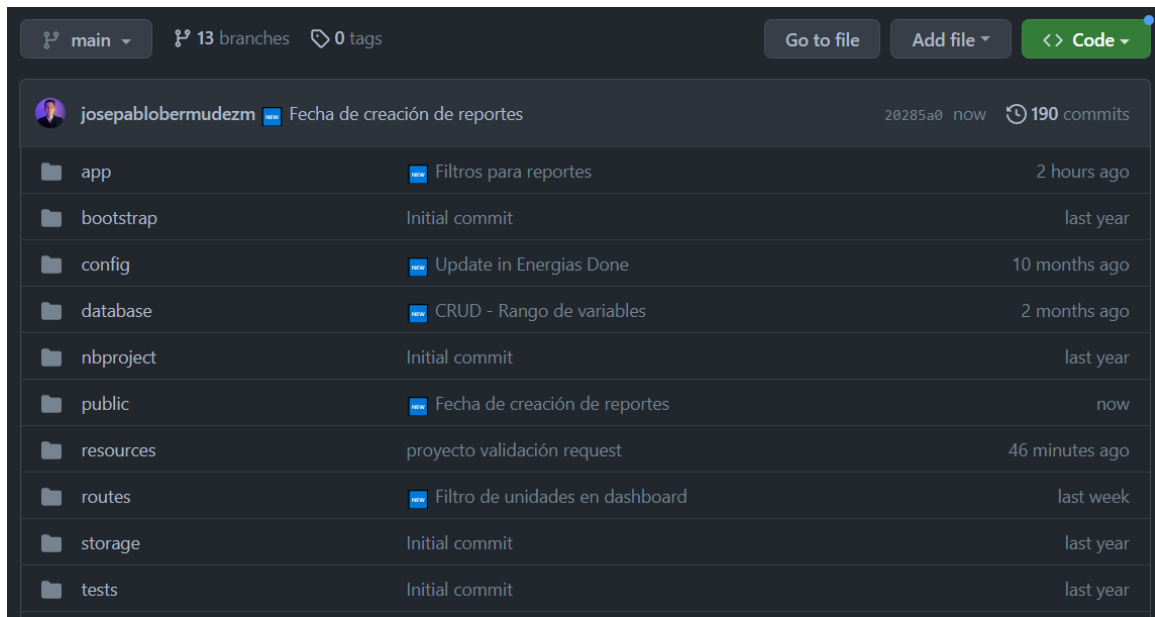 main 13 branches 0 tags Go to file Add file <> Code
josepablobermudezm NEW Fecha de creación de reportes 20285a0 now 190 commits
app NEW Filtros para reportes 2 hours ago
bootstrap Initial commit last year
config NEW Update in Energias Done 10 months ago
database NEW CRUD - Rango de variables 2 months ago
nbproject Initial commit last year
public NEW Fecha de creación de reportes now
resources proyecto validación request 46 minutes ago
routes NEW Filtro de unidades en dashboard last week
storage Initial commit last year
tests Initial commit last year